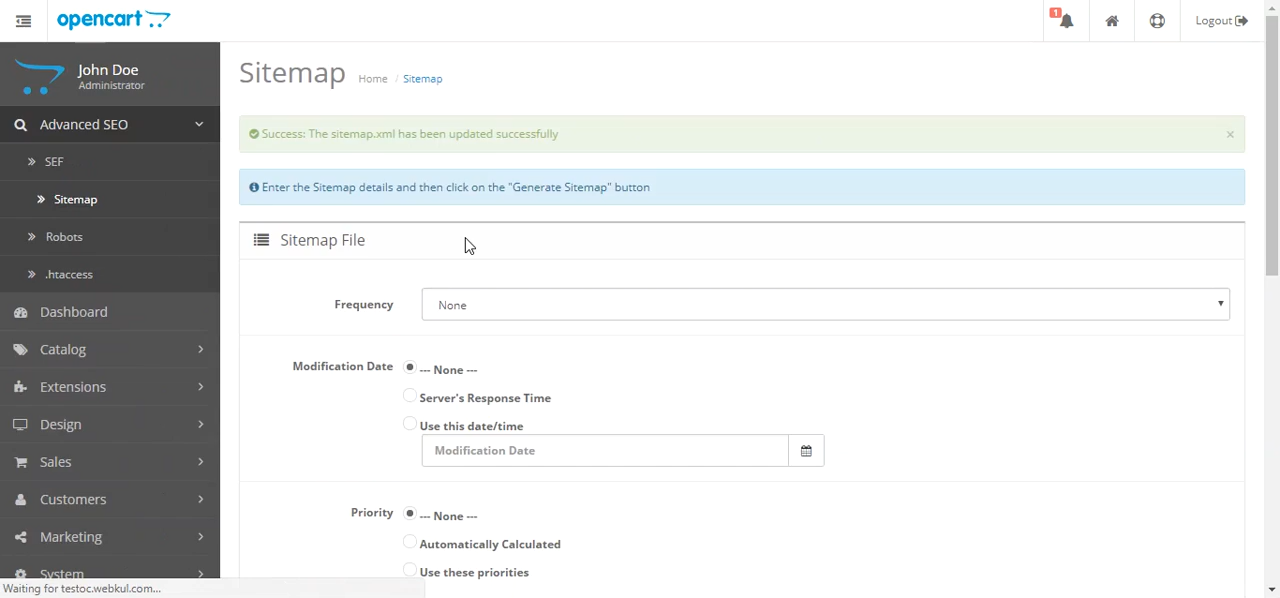 opencart
1
Logout
John Doe
Administrator
Advanced SEO
SEF
Sitemap
Robots
.htaccess
Dashboard
Catalog
Extensions
Design
Sales
Customers
Marketing
System
Waiting for testoc.webkul.com...
Sitemap
Home / Sitemap
Success: The sitemap.xml has been updated successfully ×
Enter the Sitemap details and then click on the "Generate Sitemap" button
Sitemap File
Frequency
None
Modification Date
--- None ---
Server's Response Time
Use this date/time
Modification Date
Priority
--- None ---
Automatically Calculated
Use these priorities